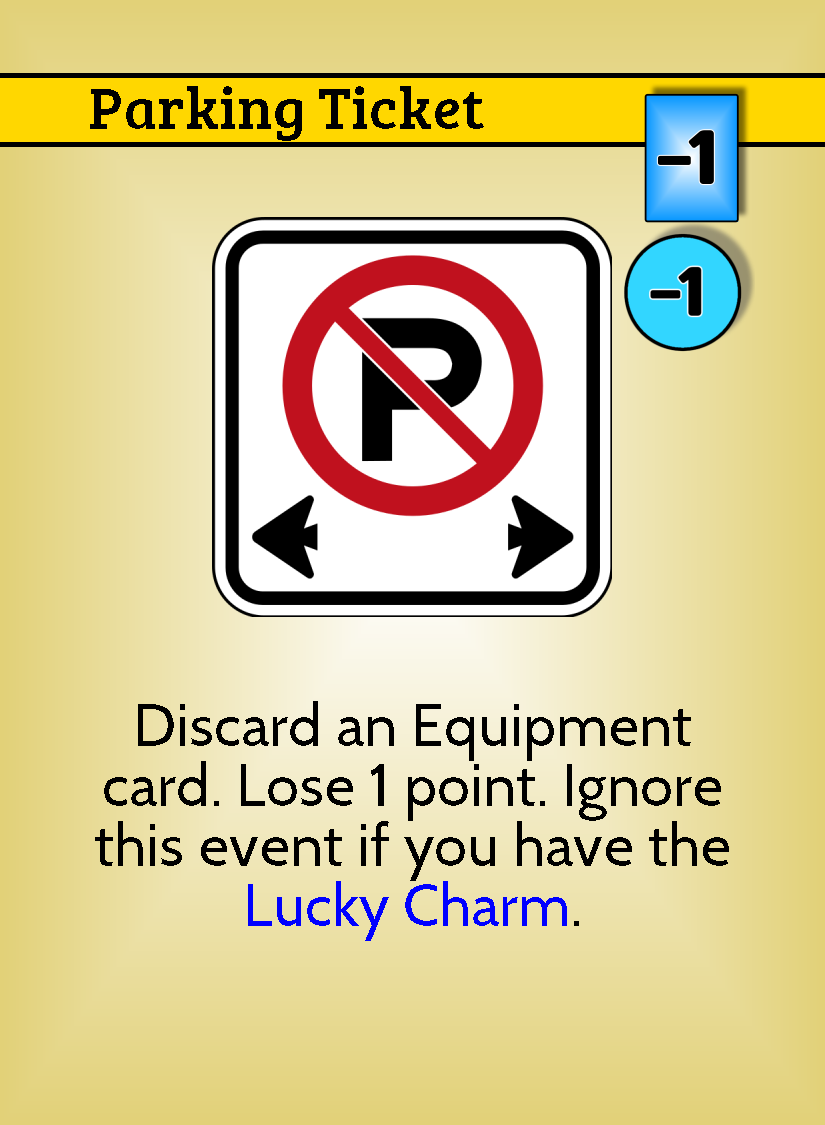 Parking Ticket
–1
–1
P
Discard an Equipment
card. Lose 1 point. Ignore
this event if you have the
Lucky Charm.